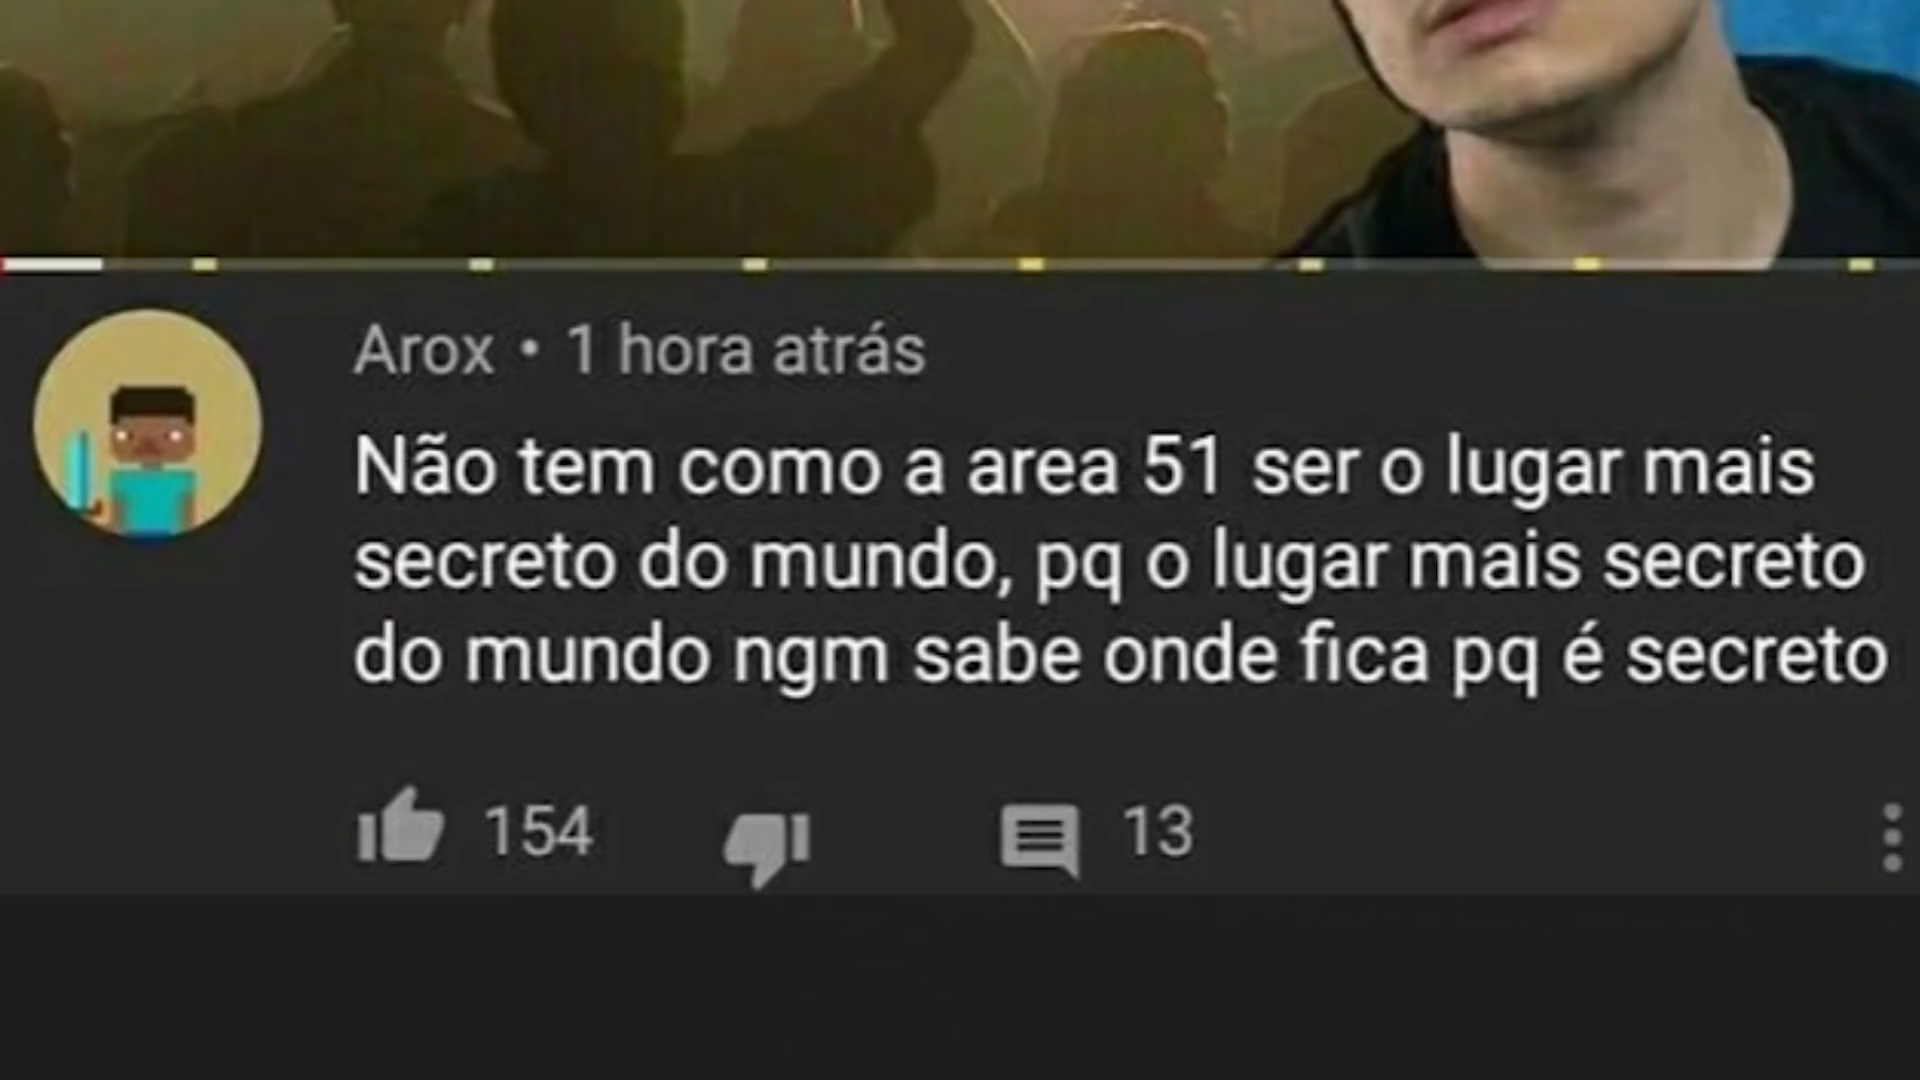 Arox • 1 hora atrás
Não tem como a area 51 ser o lugar mais
secreto do mundo, pq o lugar mais secreto
do mundo ngm sabe onde fica pq é secreto
154 13